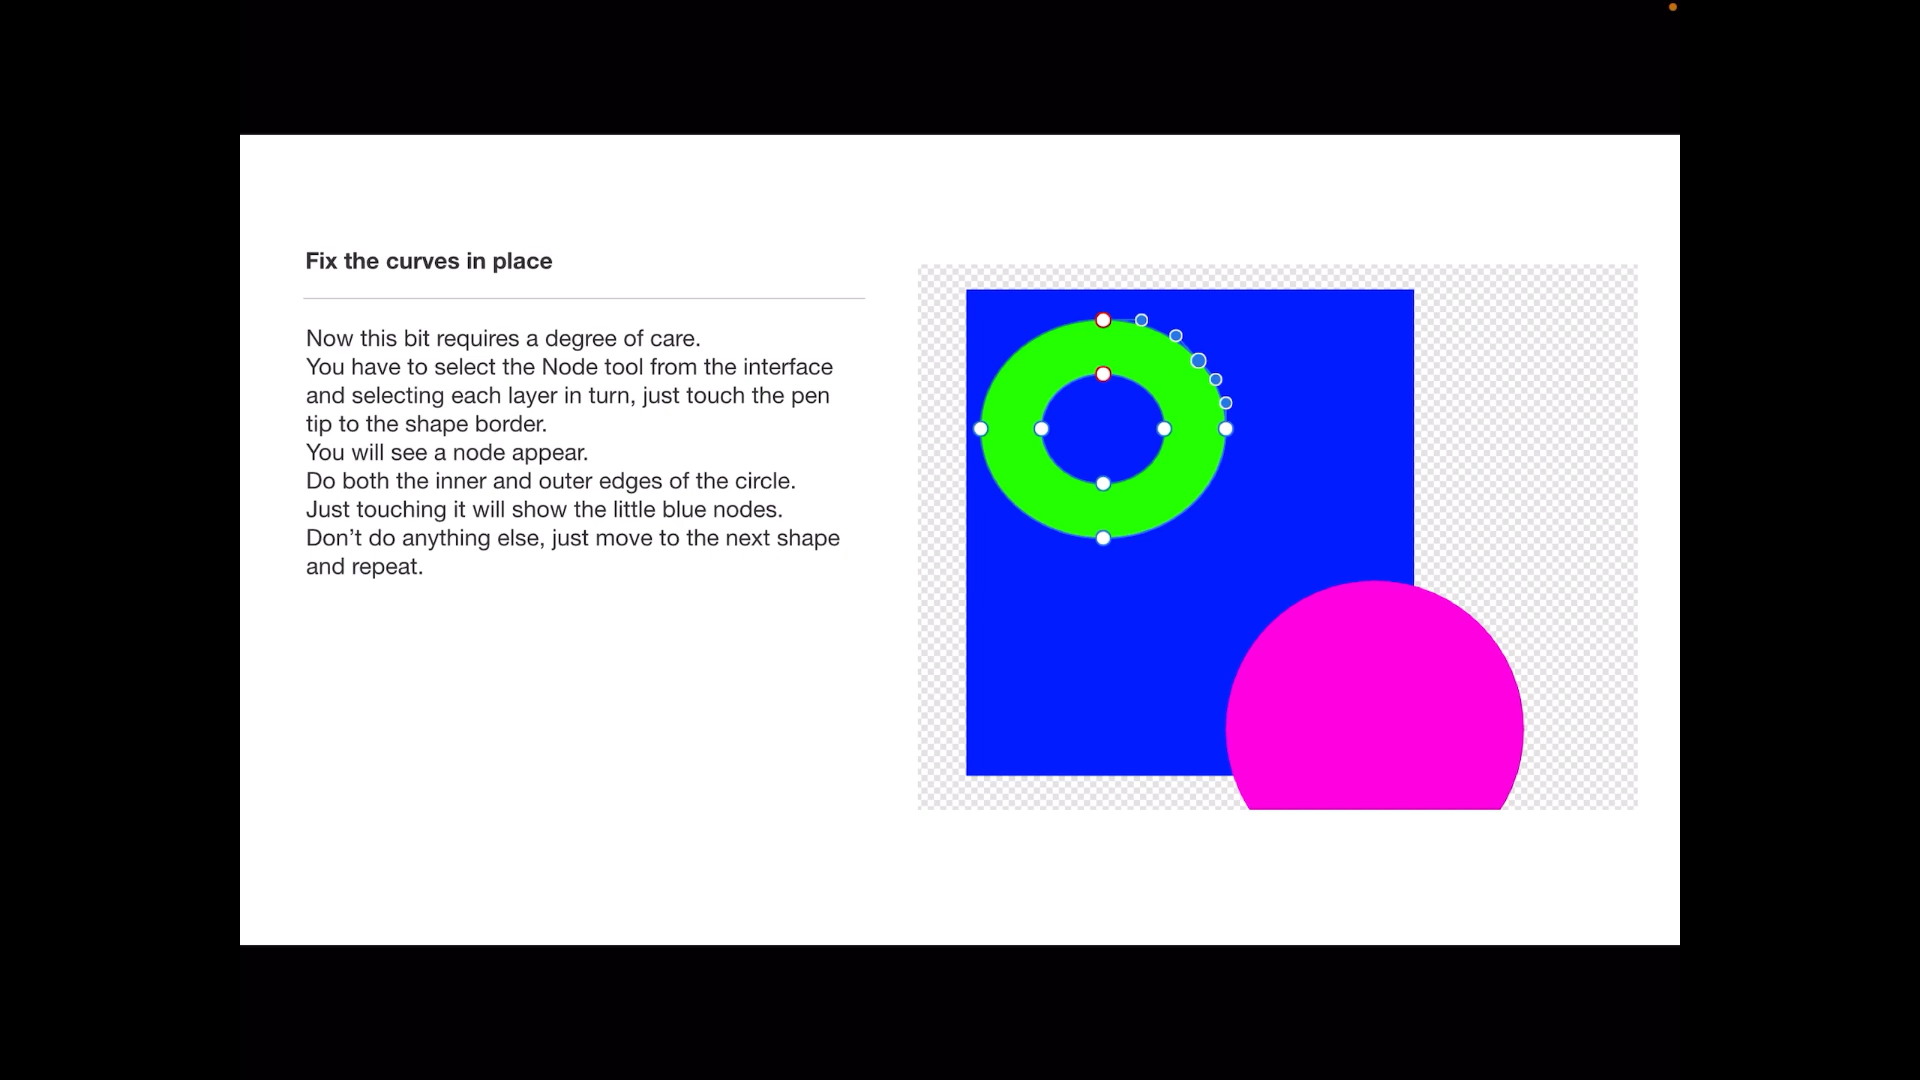 Fix the curves in place
Now this bit requires a degree of care.
You have to select the Node tool from the interface
and selecting each layer in turn, just touch the pen
tip to the shape border.
You will see a node appear.
Do both the inner and outer edges of the circle.
Just touching it will show the little blue nodes.
Don’t do anything else, just move to the next shape
and repeat.